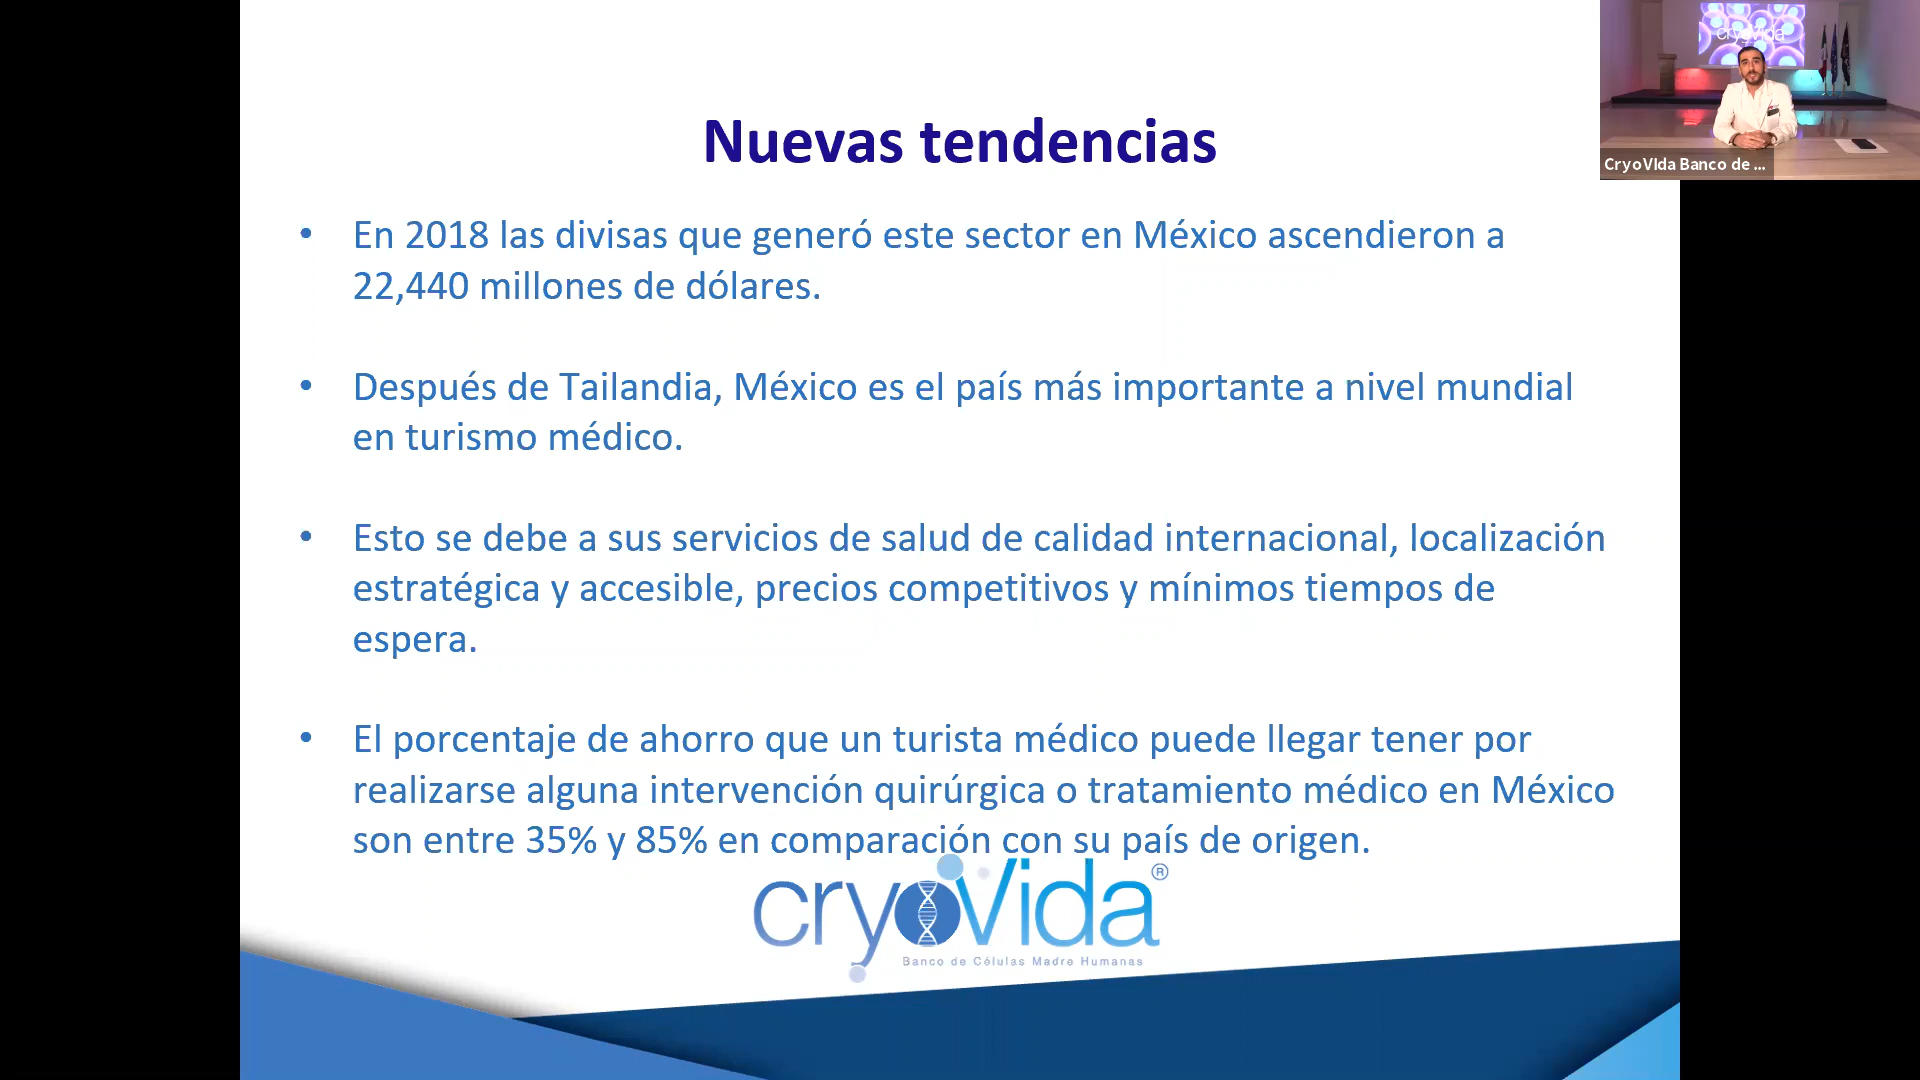 Nuevas tendencias
• En 2018 las divisas que generó este sector en México ascendieron a
22,440 millones de dólares.
• Después de Tailandia, México es el país más importante a nivel mundial
en turismo médico.
• Esto se debe a sus servicios de salud de calidad internacional, localización
estratégica y accesible, precios competitivos y mínimos tiempos de
espera.
• El porcentaje de ahorro que un turista médico puede llegar tener por
realizarse alguna intervención quirúrgica o tratamiento médico en México
son entre 35% y 85% en comparación con su país de origen.
cryoVida®
Banco de Células Madre Humanas
cryoVida
CryoVIda Banco de ...